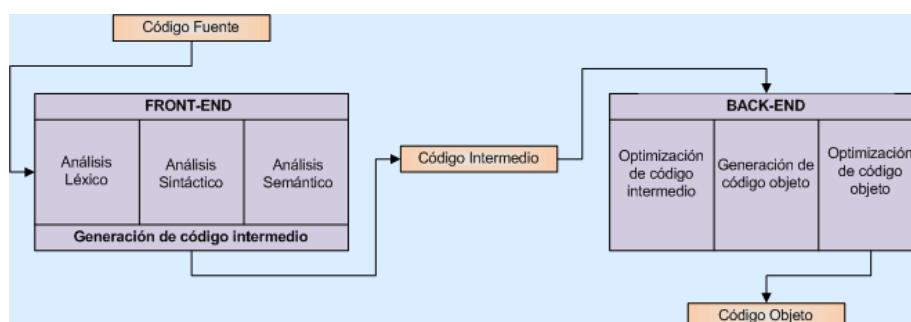 Código Fuente
FRONT-END
Análisis
Léxico
Análisis
Sintáctico
Análisis
Semántico
Generación de código intermedio
Código Intermedio
BACK-END
Optimización
de código
intermedio
Generación de
código objeto
Optimización
de código
objeto
Código Objeto